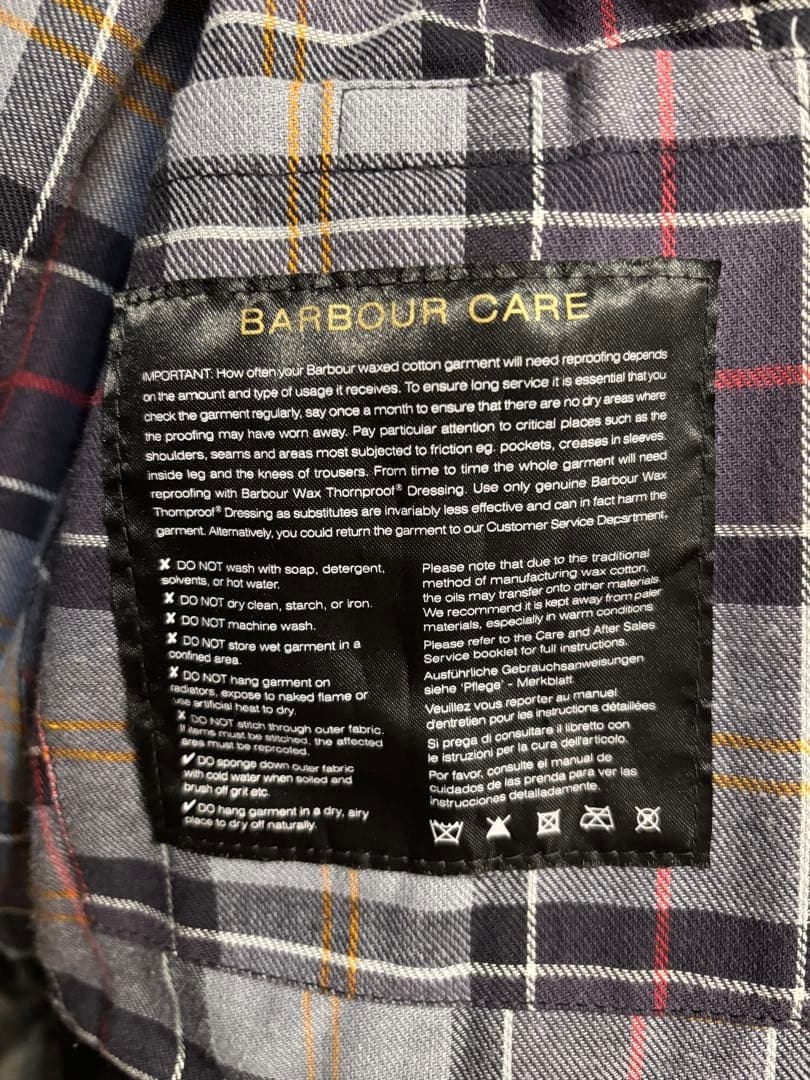 BARBOUR CARE
IMPORTANT. How often your Barbour waxed cotton garment will need reproofing depends
on the amount and type of usage it receives. To ensure long service it is essential that you
check the garment regularly, say once a month to ensure that there are no dry areas where
the proofing may have worn away. Pay particular attention to critical places such as the
shoulders, seams and areas most subjected to friction eg. pockets, creases in sleeves.
inside leg and the knees of trousers. From time to time the whole garment will need
reproofing with Barbour Wax Thornproof® Dressing. Use only genuine Barbour Wax
Thornproof® Dressing as substitutes are invariably less effective and can in fact harm the
garment. Alternatively, you could return the garment to our Customer Service Department.
✘ DO NOT wash with soap, detergent,
solvents, or hot water.
✘ DO NOT dry clean, starch, or iron.
✘ DO NOT machine wash.
✘ DO NOT store wet garment in a
confined area.
✘ DO NOT hang garment on
radiators, expose to naked flame or
use artificial heat to dry.
✘ DO NOT stitch through outer fabric.
If items must be stitched, the affected
area must be reproofed.
✔ DO sponge down outer fabric
with cold water when soiled and
brush off grit etc.
✔ DO hang garment in a dry, airy
place to dry off naturally.
Please note that due to the traditional
method of manufacturing wax cotton,
the oils may transfer onto other materials.
We recommend it is kept away from paler
materials, especially in warm conditions
Please refer to the Care and After Sales
Service booklet for full instructions.
Ausführliche Gebrauchsanweisungen
siehe 'Pflege' - Merkblatt
Veuillez vous reporter au manuel
d'entretien pour les instructions détaillées
Si prega di consultare il libretto con
le istruzioni per la cura dell'articolo.
Por favor, consulte el manual de
cuidados de las prenda para ver las
instrucciones detalladamente.